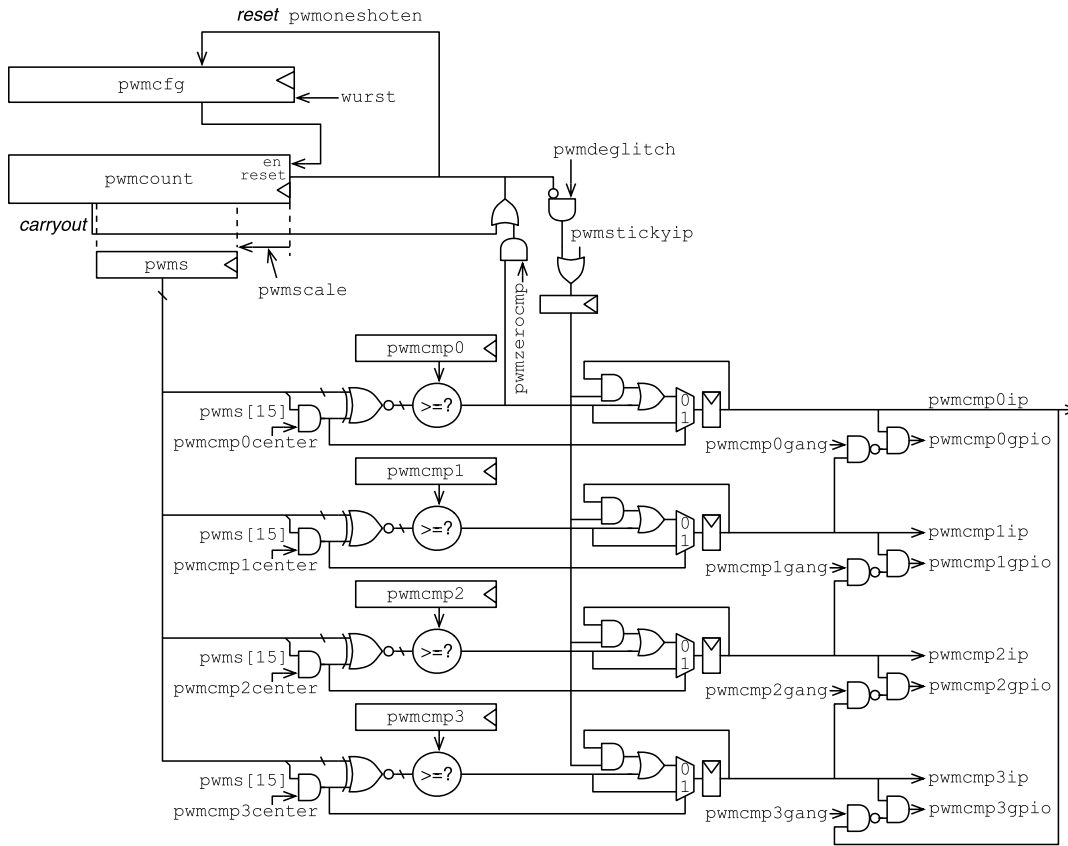 reset pwmoneshoten
pwmcfg
wurst
en
reset
pwmcount
carryout
pwmdeglitch
pwmstickyip
pwms
pwmscale
pwmzerocmp
pwmcmp0
>=?
0
1
pwms[15]
pwmcmp0center
pwmcmp0gang
pwmcmp0ip
pwmcmp0gpio
pwmcmp1
>=?
0
1
pwms[15]
pwmcmp1center
pwmcmp1gang
pwmcmp1ip
pwmcmp1gpio
pwmcmp2
>=?
0
1
pwms[15]
pwmcmp2center
pwmcmp2gang
pwmcmp2ip
pwmcmp2gpio
pwmcmp3
>=?
0
1
pwms[15]
pwmcmp3center
pwmcmp3gang
pwmcmp3ip
pwmcmp3gpio